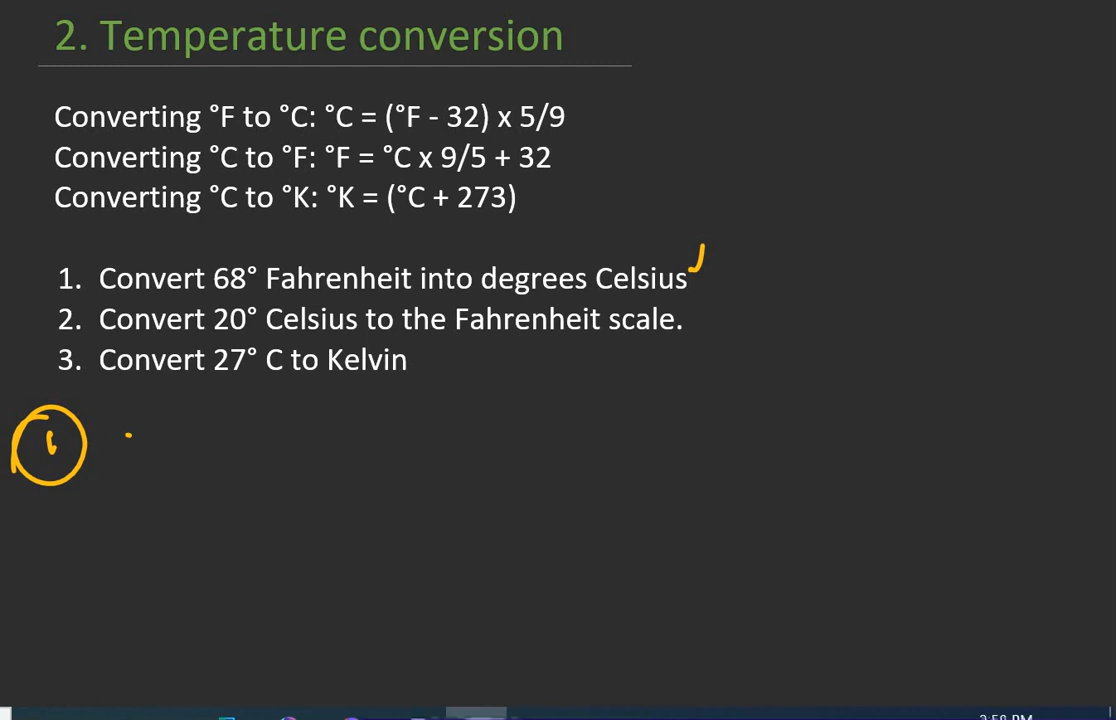 2. Temperature conversion
Converting °F to °C: °C = (°F - 32) x 5/9
Converting °C to °F: °F = °C x 9/5 + 32
Converting °C to °K: °K = (°C + 273)
1. Convert 68° Fahrenheit into degrees Celsius
2. Convert 20° Celsius to the Fahrenheit scale.
3. Convert 27° C to Kelvin